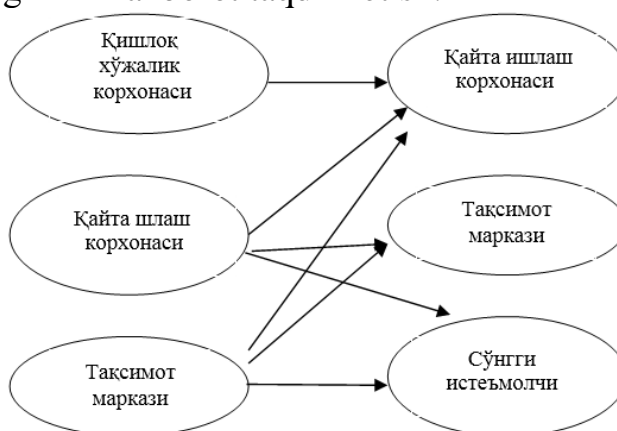 Қишлоқ
хўжалик
корхонаси
Қайта ишлаш
корхонаси
Қайта шлаш
корхонаси
Тақсимот
маркази
Тақсимот
маркази
Сўнгги
истеъмолчи